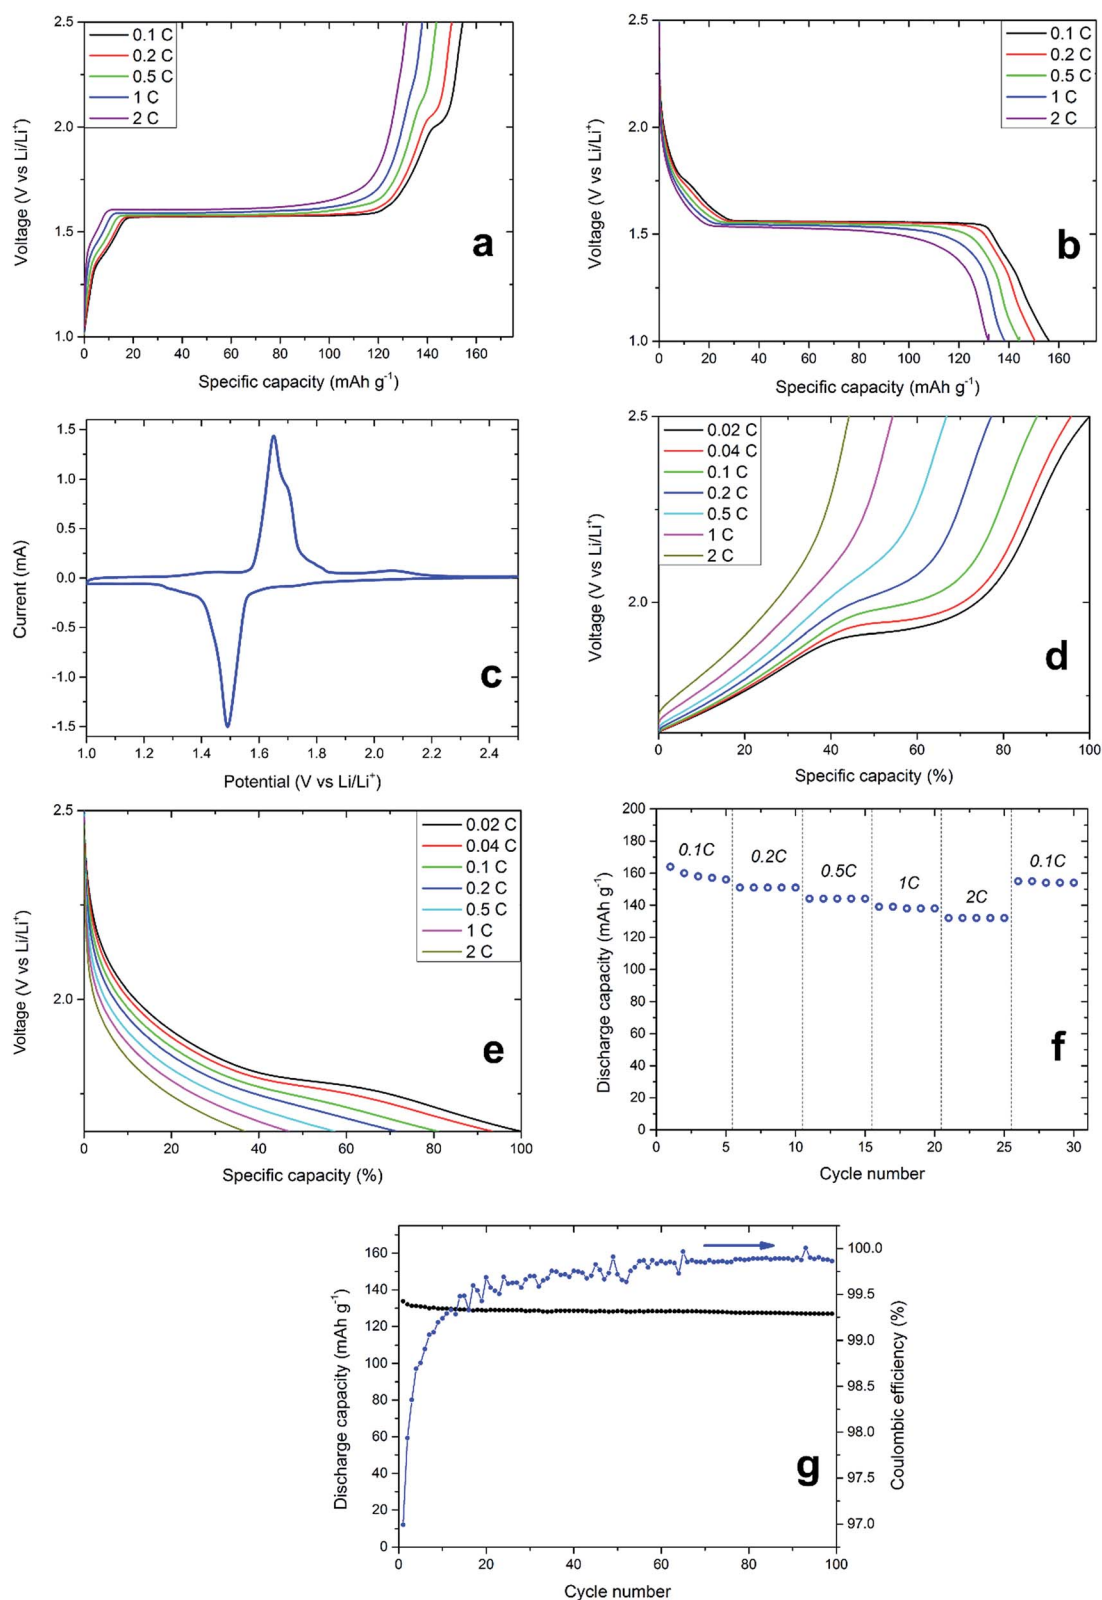 2.5
2.0
1.5
1.0
Voltage (V vs Li/Li⁺)
0.1 C
0.2 C
0.5 C
1 C
2 C
a
0 20 40 60 80 100 120 140 160
Specific capacity (mAh g⁻¹)
2.5
2.0
1.5
1.0
Voltage (V vs Li/Li⁺)
0.1 C
0.2 C
0.5 C
1 C
2 C
b
0 20 40 60 80 100 120 140 160
Specific capacity (mAh g⁻¹)
1.5
1.0
0.5
0.0
-0.5
-1.0
-1.5
Current (mA)
c
1.0 1.2 1.4 1.6 1.8 2.0 2.2 2.4
Potential (V vs Li/Li⁺)
2.5
2.0
Voltage (V vs Li/Li⁺)
0.02 C
0.04 C
0.1 C
0.2 C
0.5 C
1 C
2 C
d
0 20 40 60 80 100
Specific capacity (%)
2.5
2.0
Voltage (V vs Li/Li⁺)
0.02 C
0.04 C
0.1 C
0.2 C
0.5 C
1 C
2 C
e
0 20 40 60 80 100
Specific capacity (%)
200
180
160
140
120
100
80
60
40
20
0
Discharge capacity (mAh g⁻¹)
0.1C
0.2C
0.5C
1C
2C
0.1C
f
0 5 10 15 20 25 30
Cycle number
160
140
120
100
80
60
40
20
0
Discharge capacity (mAh g⁻¹)
100.0
99.5
99.0
98.5
98.0
97.5
97.0
Coulombic efficiency (%)
g
0 20 40 60 80 100
Cycle number